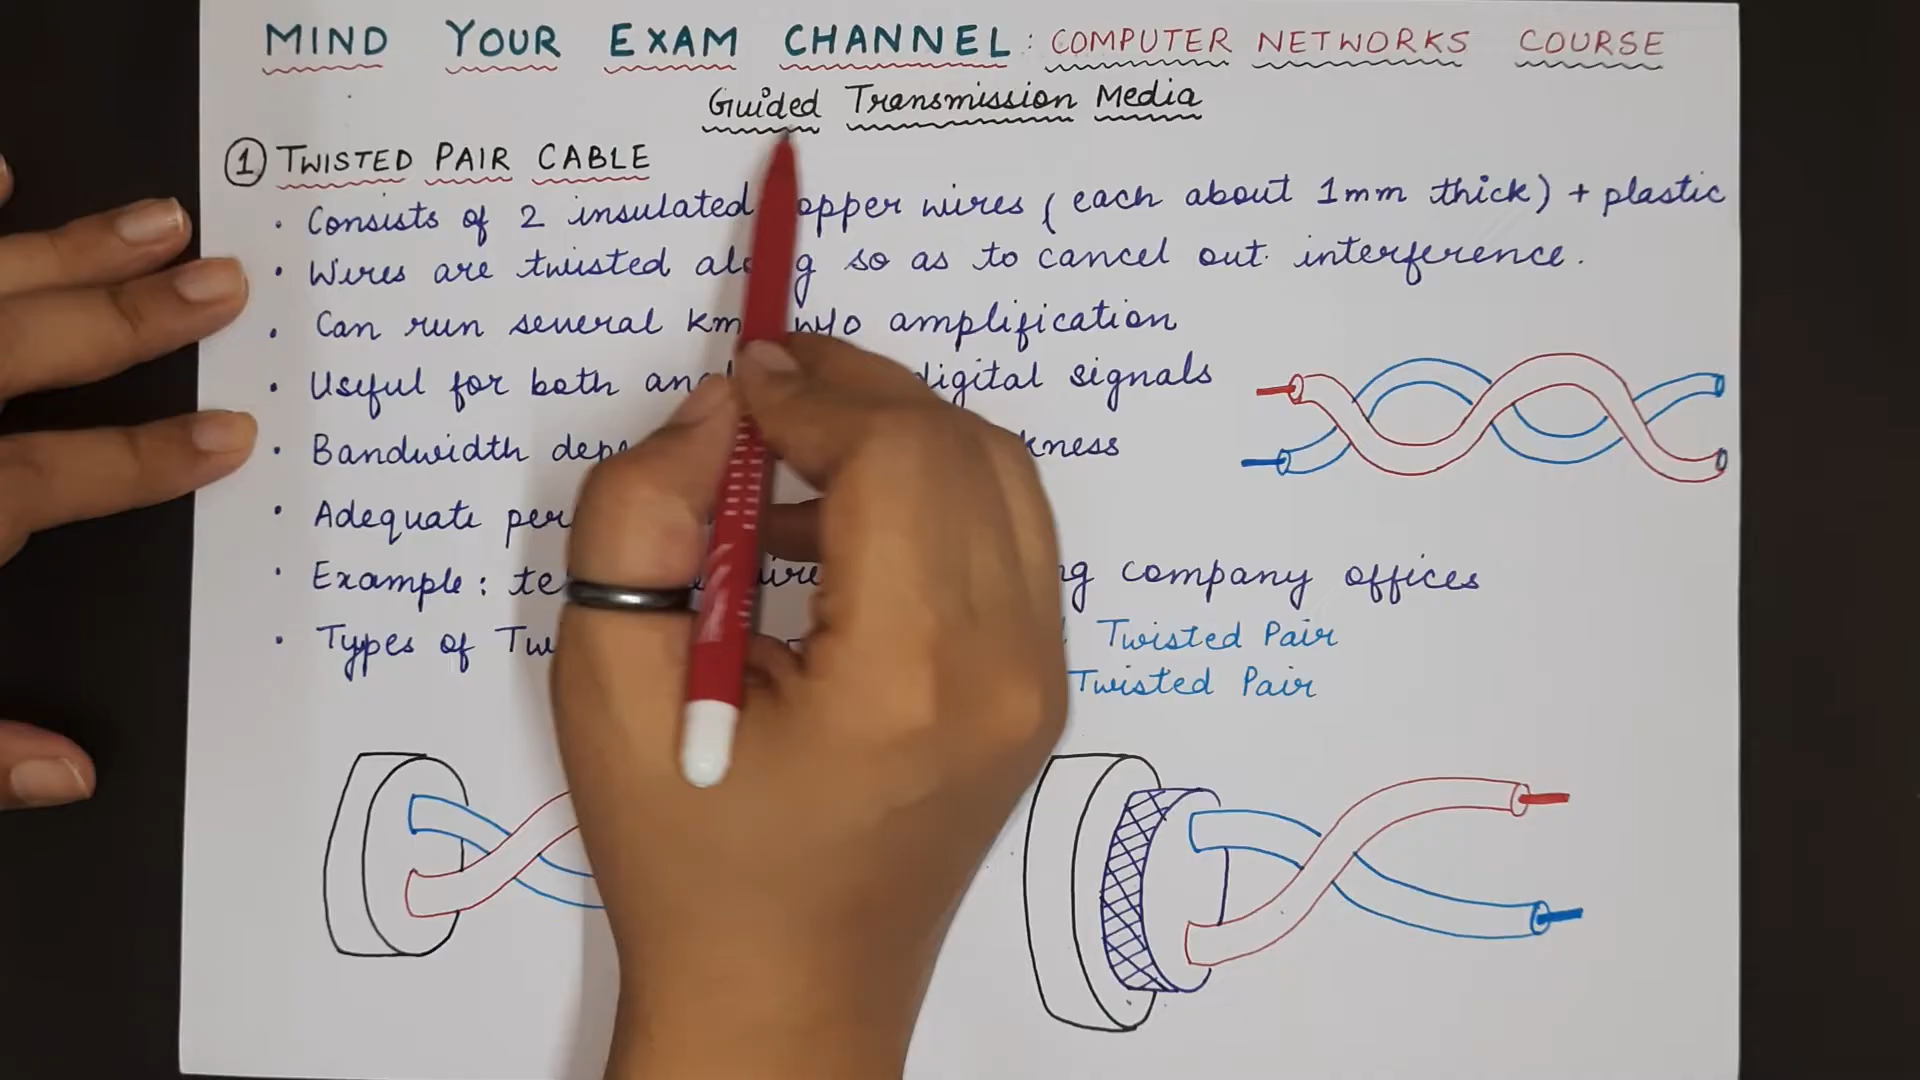 MIND YOUR EXAM CHANNEL: COMPUTER NETWORKS COURSE
Guided Transmission Media
1 TWISTED PAIR CABLE
• Consists of 2 insulated opper wires (each about 1mm thick) + plastic
• Wires are twisted along so as to cancel out interference.
• Can run several km w/o amplification
• Useful for both digital signals
• Bandwidth
• Adequate
• Example: company offices
• Types of Twisted Pair
Twisted Pair